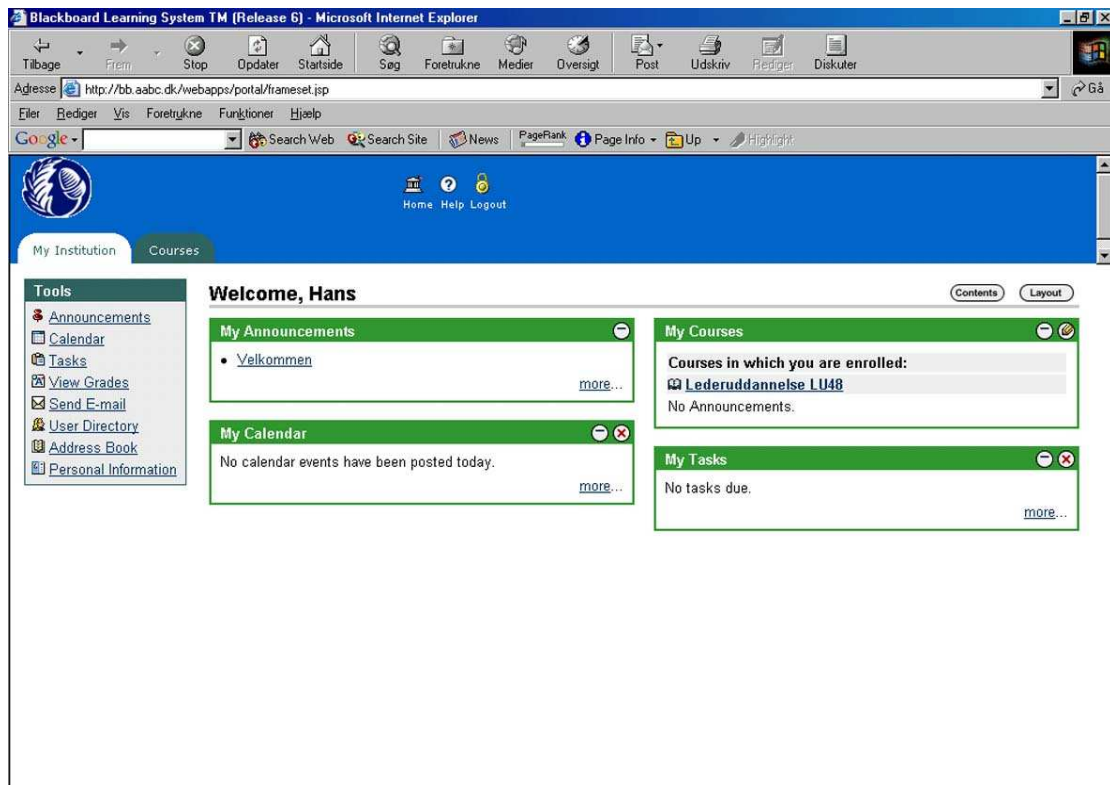 Blackboard Learning System TM (Release 6) - Microsoft Internet Explorer
Tilbage Frem Stop Opdater Startside Søg Foretrukne Medier Oversigt Post Udskriv Rediger Diskuter
Adresse http://bb.aabc.dk/webapps/portal/frameset.jsp Gå
Filer Rediger Vis Foretrukne Funktioner Hjælp
Google Search Web Search Site News PageRank Page Info Up Highlight
Home Help Logout
My Institution Courses
Tools
Announcements
Calendar
Tasks
View Grades
Send E-mail
User Directory
Address Book
Personal Information
Welcome, Hans
Contents Layout
My Announcements
• Velkommen
more...
My Calendar
No calendar events have been posted today.
more...
My Courses
Courses in which you are enrolled:
Lederuddannelse LU48
No Announcements.
My Tasks
No tasks due.
more...